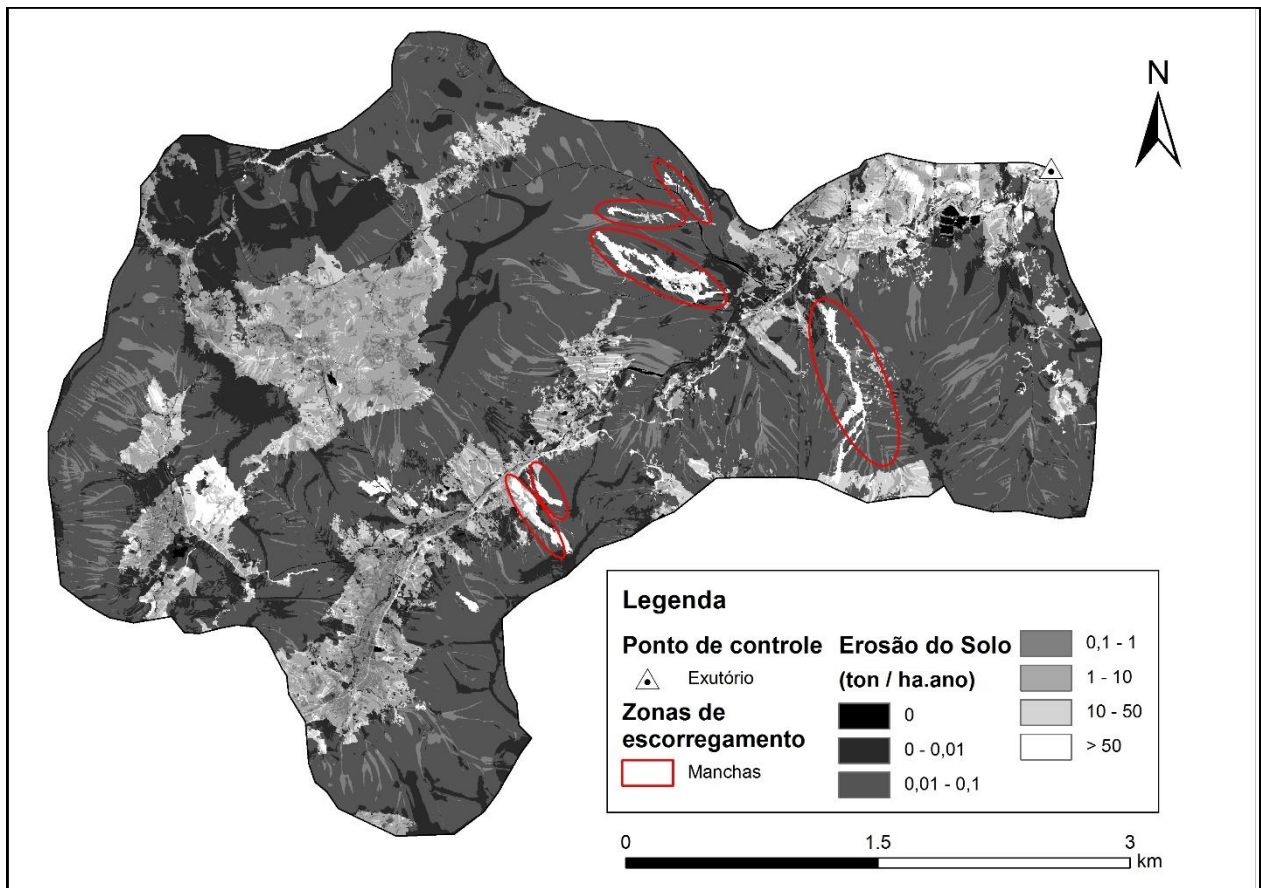 N
Legenda
Ponto de controle
Exutório
Zonas de
escorregamento
Manchas
Erosão do Solo
(ton / ha.ano)
0
0 - 0,01
0,01 - 0,1
0,1 - 1
1 - 10
10 - 50
> 50
0 1.5 3
km